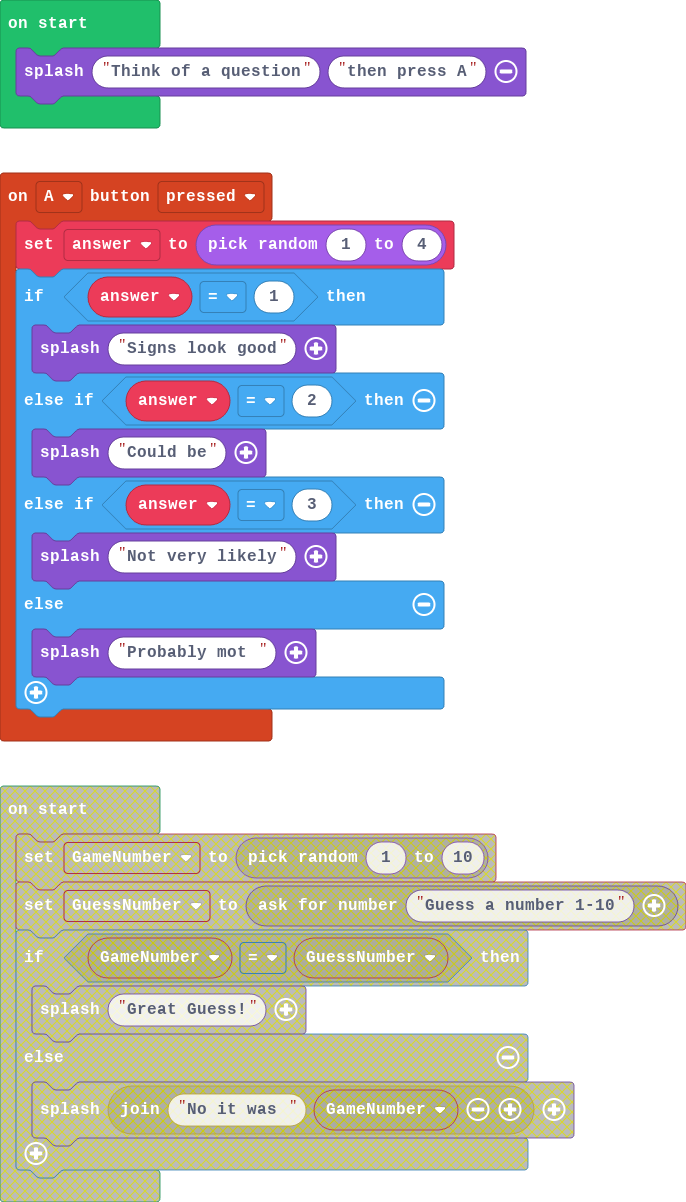 on start
splash "Think of a question" "then press A"
on A button pressed
set answer to pick random 1 to 4
if answer = 1 then
splash "Signs look good"
else if answer = 2 then
splash "Could be"
else if answer = 3 then
splash "Not very likely"
else
splash "Probably mot "
on start
set GameNumber to pick random 1 to 10
set GuessNumber to ask for number "Guess a number 1-10"
if GameNumber = GuessNumber then
splash "Great Guess!"
else
splash join "No it was " GameNumber